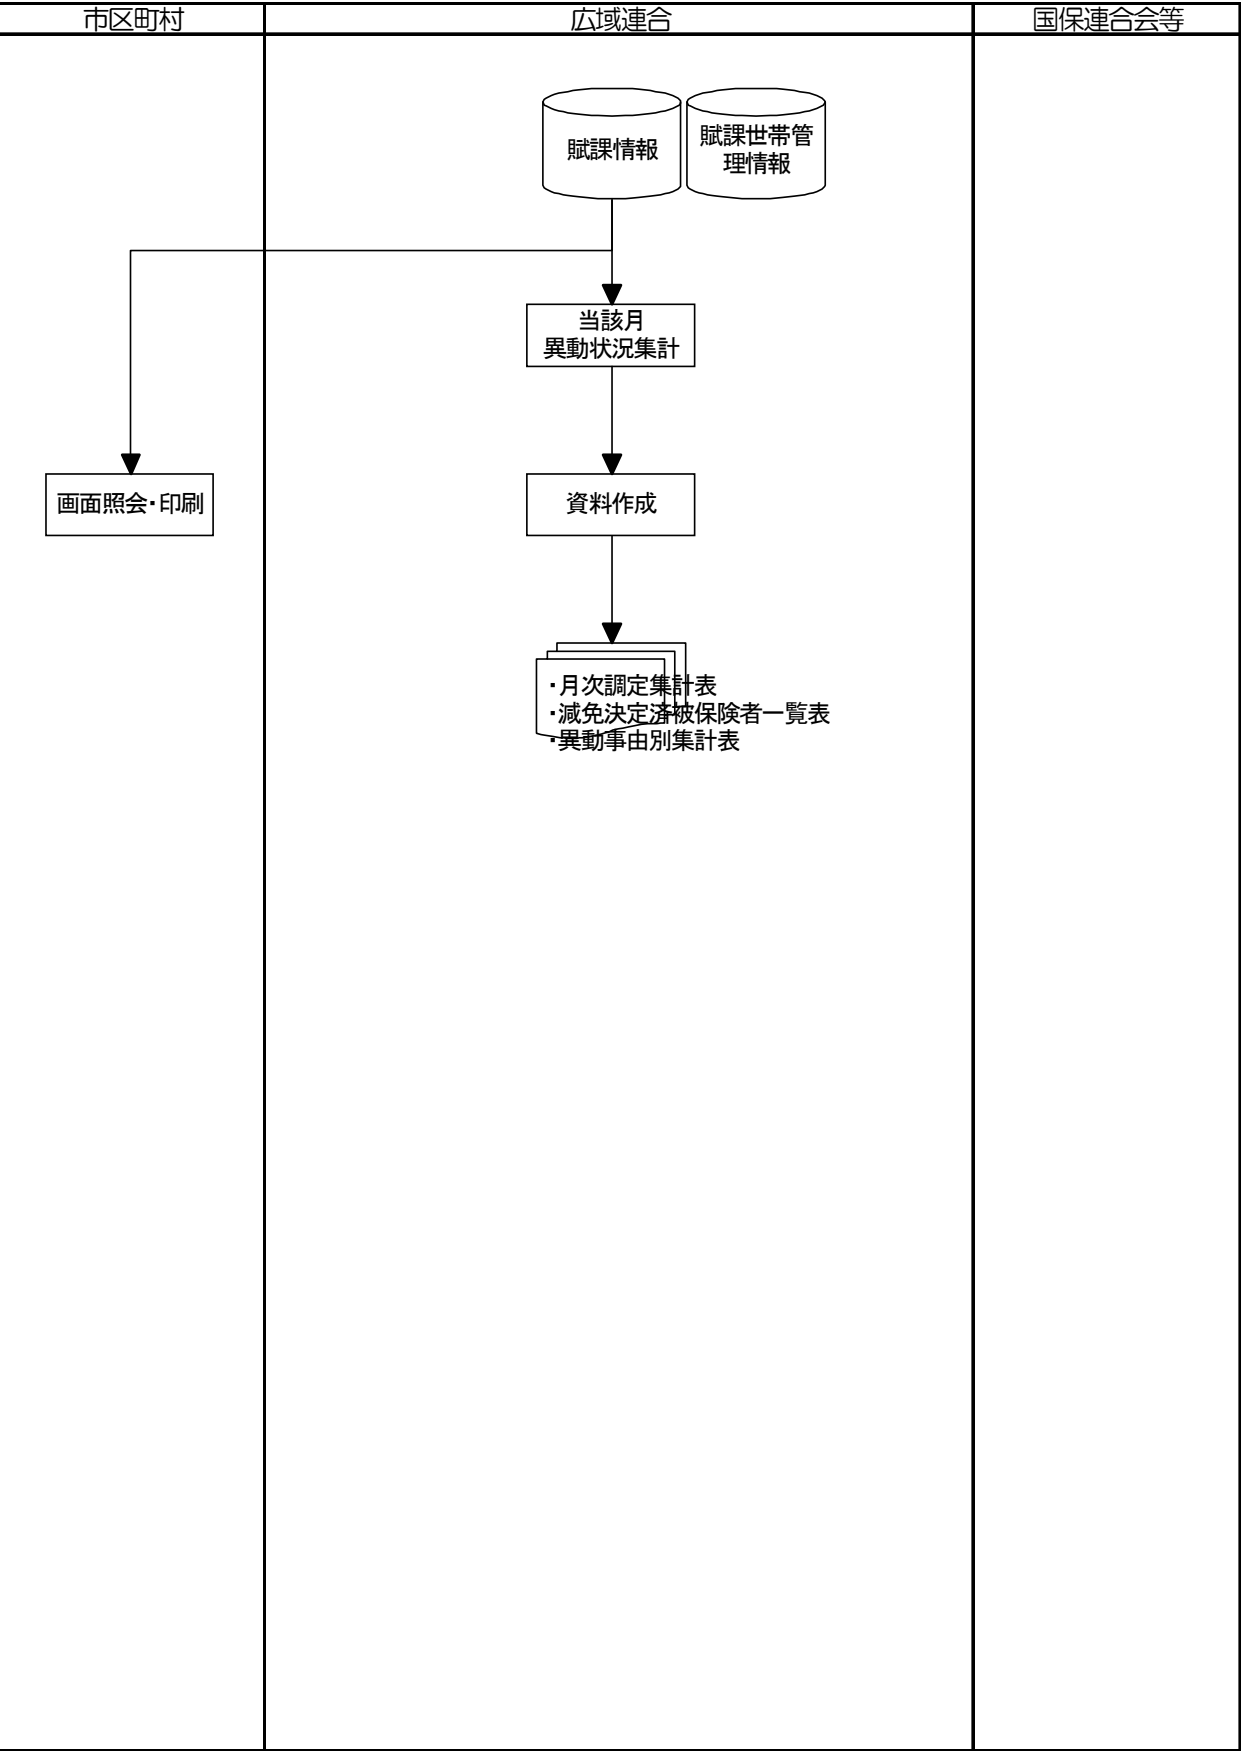 市区町村
広域連合
国保連合会等
賦課情報
賦課世帯管
理情報
当該月
異動状況集計
画面照会・印刷
資料作成
・月次調定集計表
・減免決定済被保険者一覧表
・異動事由別集計表